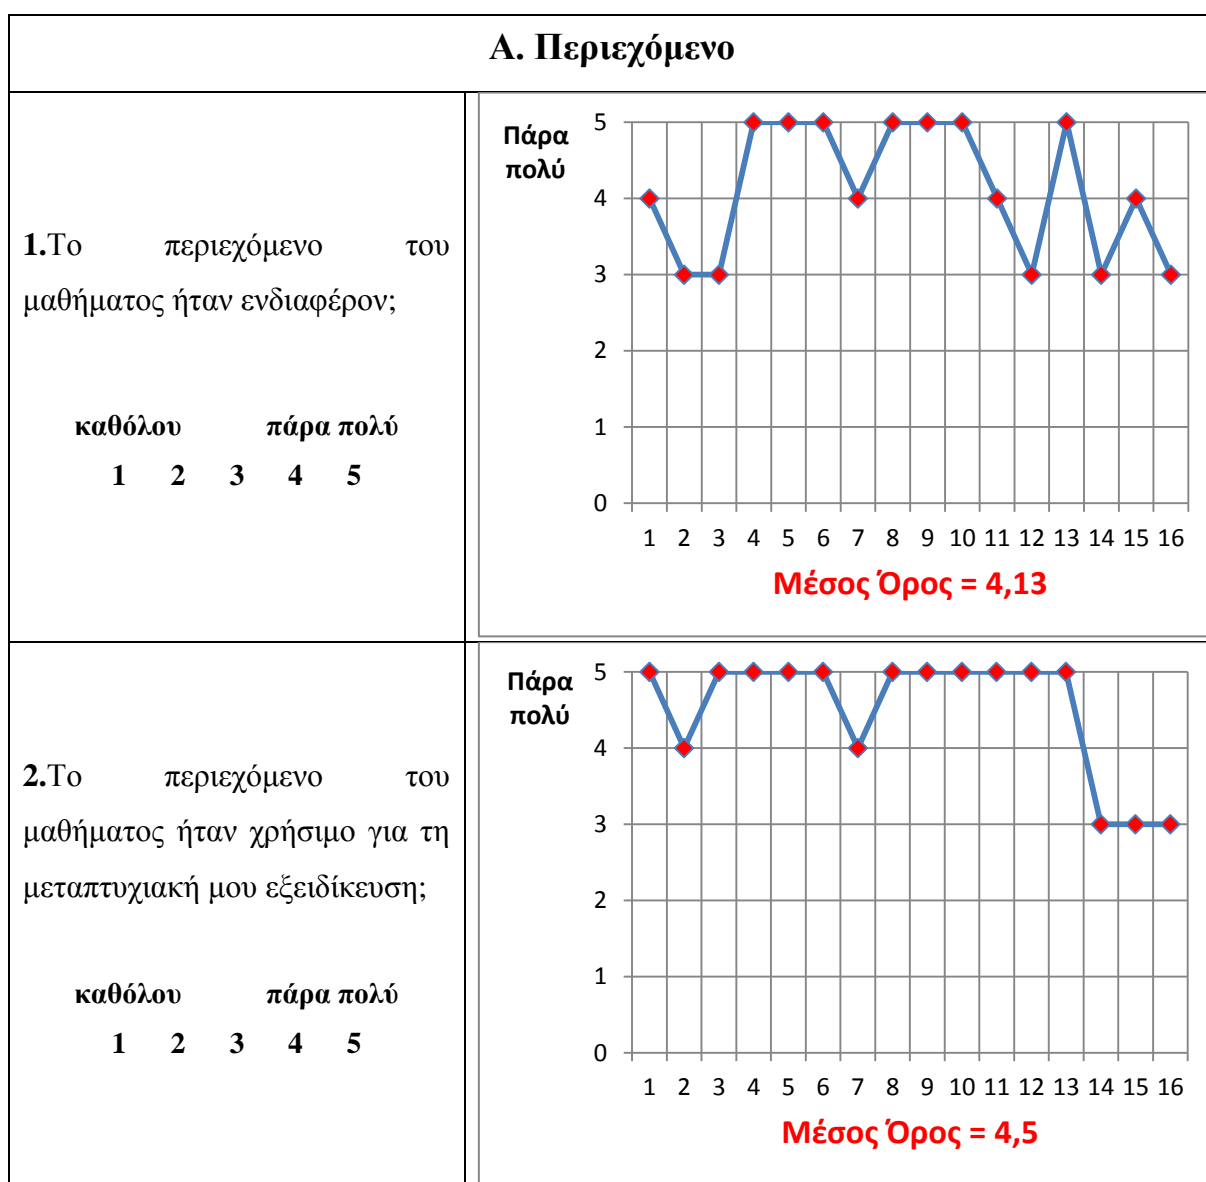 Α. Περιεχόμενο
1.Το περιεχόμενο του
μαθήματος ήταν ενδιαφέρον;
καθόλου πάρα πολύ
1 2 3 4 5
Πάρα
πολύ
5
4
3
2
1
0
1 2 3 4 5 6 7 8 9 10 11 12 13 14 15 16
Μέσος Όρος = 4,13
2.Το περιεχόμενο του
μαθήματος ήταν χρήσιμο για τη
μεταπτυχιακή μου εξειδίκευση;
καθόλου πάρα πολύ
1 2 3 4 5
Πάρα
πολύ
5
4
3
2
1
0
1 2 3 4 5 6 7 8 9 10 11 12 13 14 15 16
Μέσος Όρος = 4,5